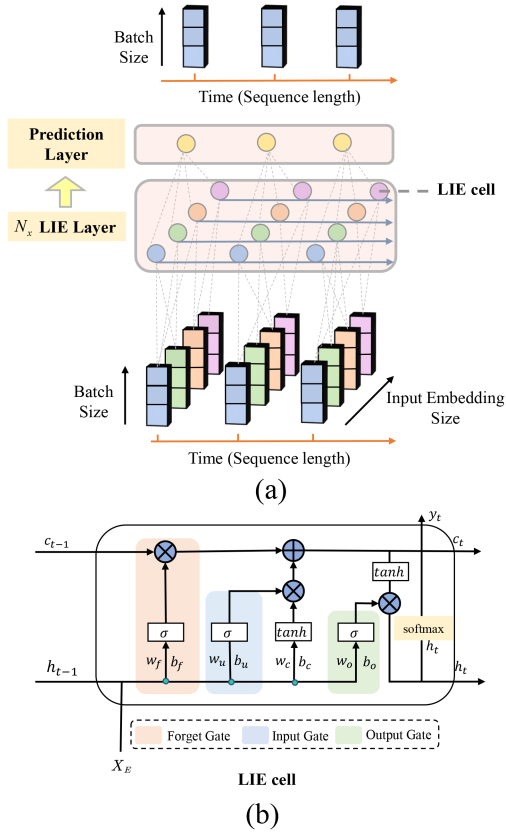 Batch
Size
Time (Sequence length)
Prediction
Layer
LIE cell
Nₓ LIE Layer
Batch
Size
Input Embedding
Size
Time (Sequence length)
(a)
y_t
c_{t−1}
c_t
tanh
σ σ tanh σ
softmax
w_f b_f w_u b_u w_c b_c w_o b_o h_t
h_{t−1}
h_t
X_E
Forget Gate Input Gate Output Gate
LIE cell
(b)